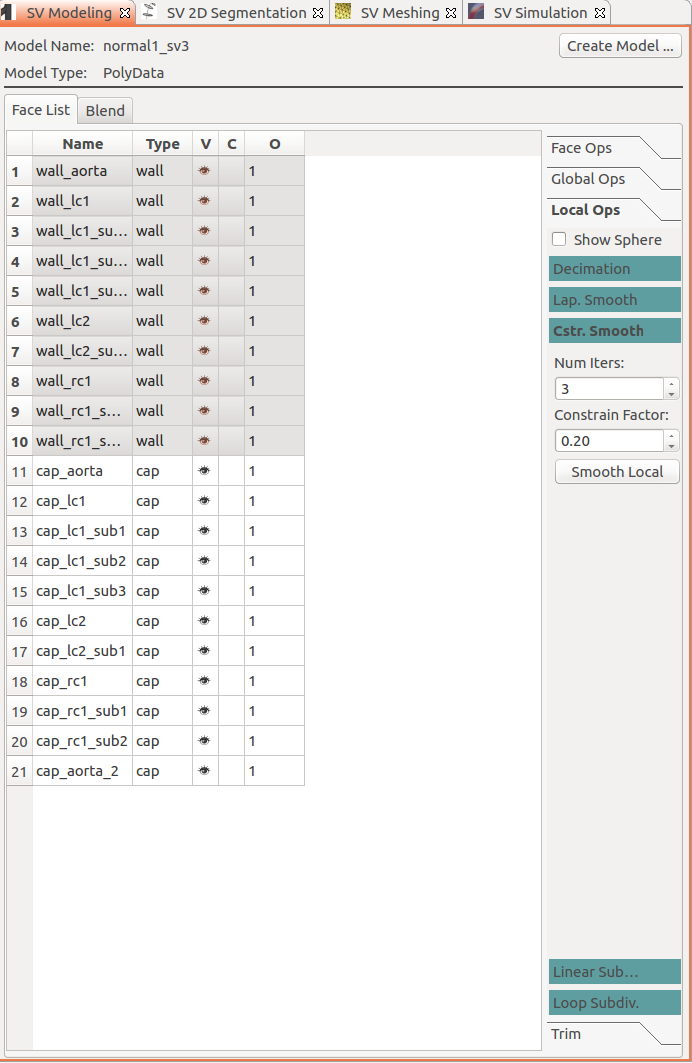 SV Modeling SV 2D Segmentation SV Meshing SV Simulation
Model Name: normal1_sv3 Create Model ...
Model Type: PolyData
Face List Blend
Name Type V C O
1 wall_aorta wall 1
2 wall_lc1 wall 1
3 wall_lc1_su... wall 1
4 wall_lc1_su... wall 1
5 wall_lc1_su... wall 1
6 wall_lc2 wall 1
7 wall_lc2_su... wall 1
8 wall_rc1 wall 1
9 wall_rc1_s... wall 1
10 wall_rc1_s... wall 1
11 cap_aorta cap 1
12 cap_lc1 cap 1
13 cap_lc1_sub1 cap 1
14 cap_lc1_sub2 cap 1
15 cap_lc1_sub3 cap 1
16 cap_lc2 cap 1
17 cap_lc2_sub1 cap 1
18 cap_rc1 cap 1
19 cap_rc1_sub1 cap 1
20 cap_rc1_sub2 cap 1
21 cap_aorta_2 cap 1
Face Ops
Global Ops
Local Ops
Show Sphere
Decimation
Lap. Smooth
Cstr. Smooth
Num Iters:
3
Constrain Factor:
0.20
Smooth Local
Linear Sub...
Loop Subdiv.
Trim